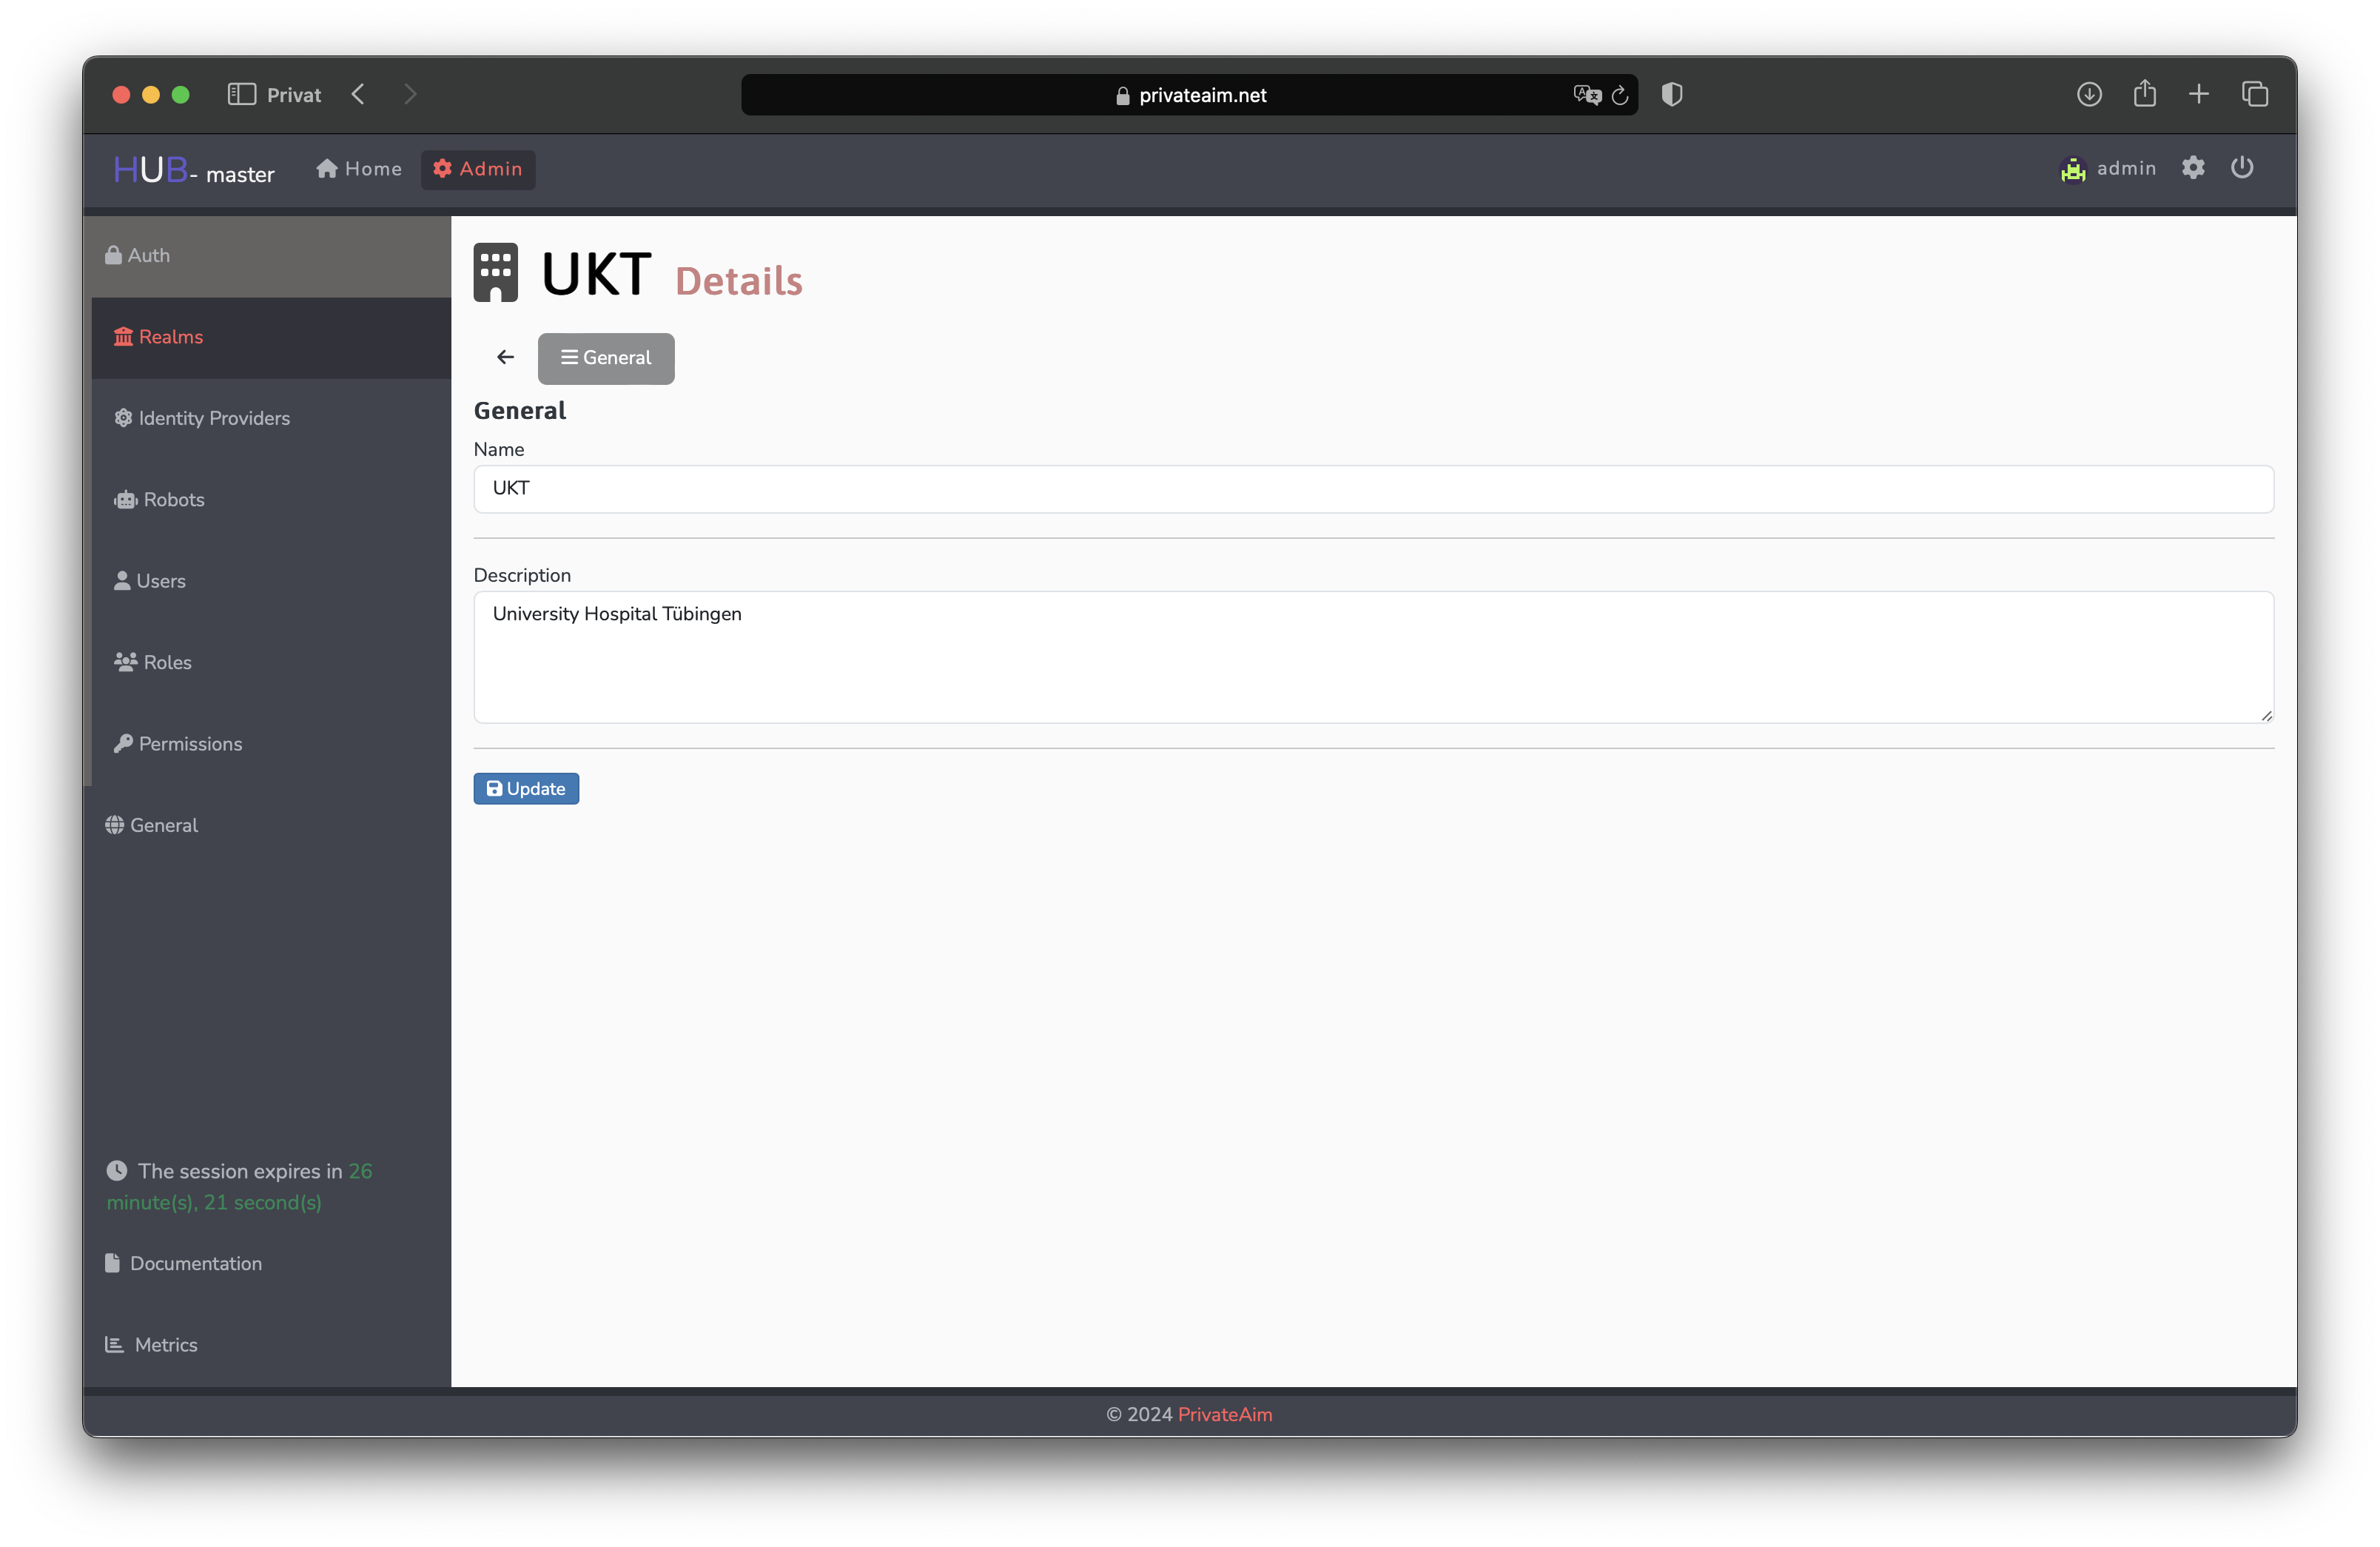 Privat
privateaim.net
HUB- master
Home
Admin
admin
Auth
Realms
Identity Providers
Robots
Users
Roles
Permissions
General
The session expires in 26
minute(s), 21 second(s)
Documentation
Metrics
UKT Details
General
General
Name
UKT
Description
University Hospital Tübingen
Update
© 2024 PrivateAim